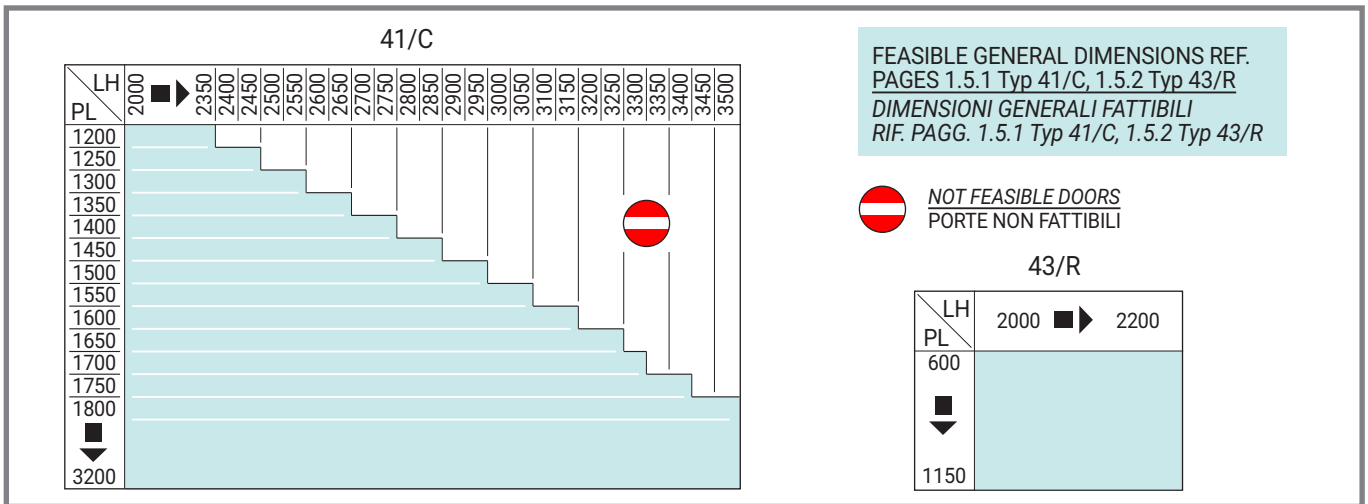 41/C
LH
PL
2000 2350 2400 2450 2500 2550 2600 2650 2700 2750 2800 2850 2900 2950 3000 3050 3100 3150 3200 3250 3300 3350 3400 3450 3500
1200
1250
1300
1350
1400
1450
1500
1550
1600
1650
1700
1750
1800
3200
FEASIBLE GENERAL DIMENSIONS REF.
PAGES 1.5.1 Typ 41/C, 1.5.2 Typ 43/R
DIMENSIONI GENERALI FATTIBILI
RIF. PAGG. 1.5.1 Typ 41/C, 1.5.2 Typ 43/R
NOT FEASIBLE DOORS
PORTE NON FATTIBILI
43/R
LH
PL
2000 2200
600
1150